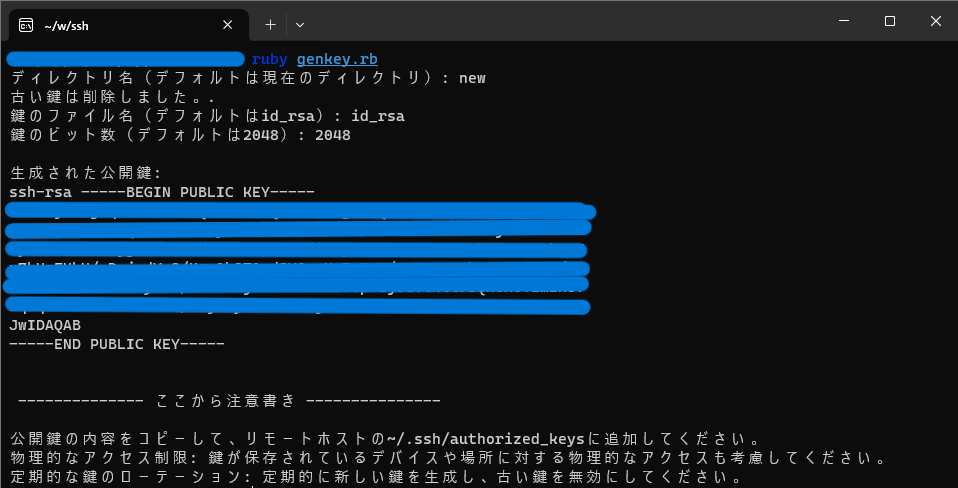 ~/w/ssh
ruby genkey.rb
ディレクトリ名（デフォルトは現在のディレクトリ）: new
古い鍵は削除しました。.
鍵のファイル名（デフォルトはid_rsa）: id_rsa
鍵のビット数（デフォルトは2048）: 2048
生成された公開鍵:
ssh-rsa -----BEGIN PUBLIC KEY-----
JwIDAQAB
-----END PUBLIC KEY-----
-------------- ここから注意書き ---------------
公開鍵の内容をコピーして、リモートホストの~/.ssh/authorized_keysに追加してください。
物理的なアクセス制限: 鍵が保存されているデバイスや場所に対する物理的なアクセスも考慮してください。
定期的な鍵のローテーション: 定期的に新しい鍵を生成し、古い鍵を無効にしてください。